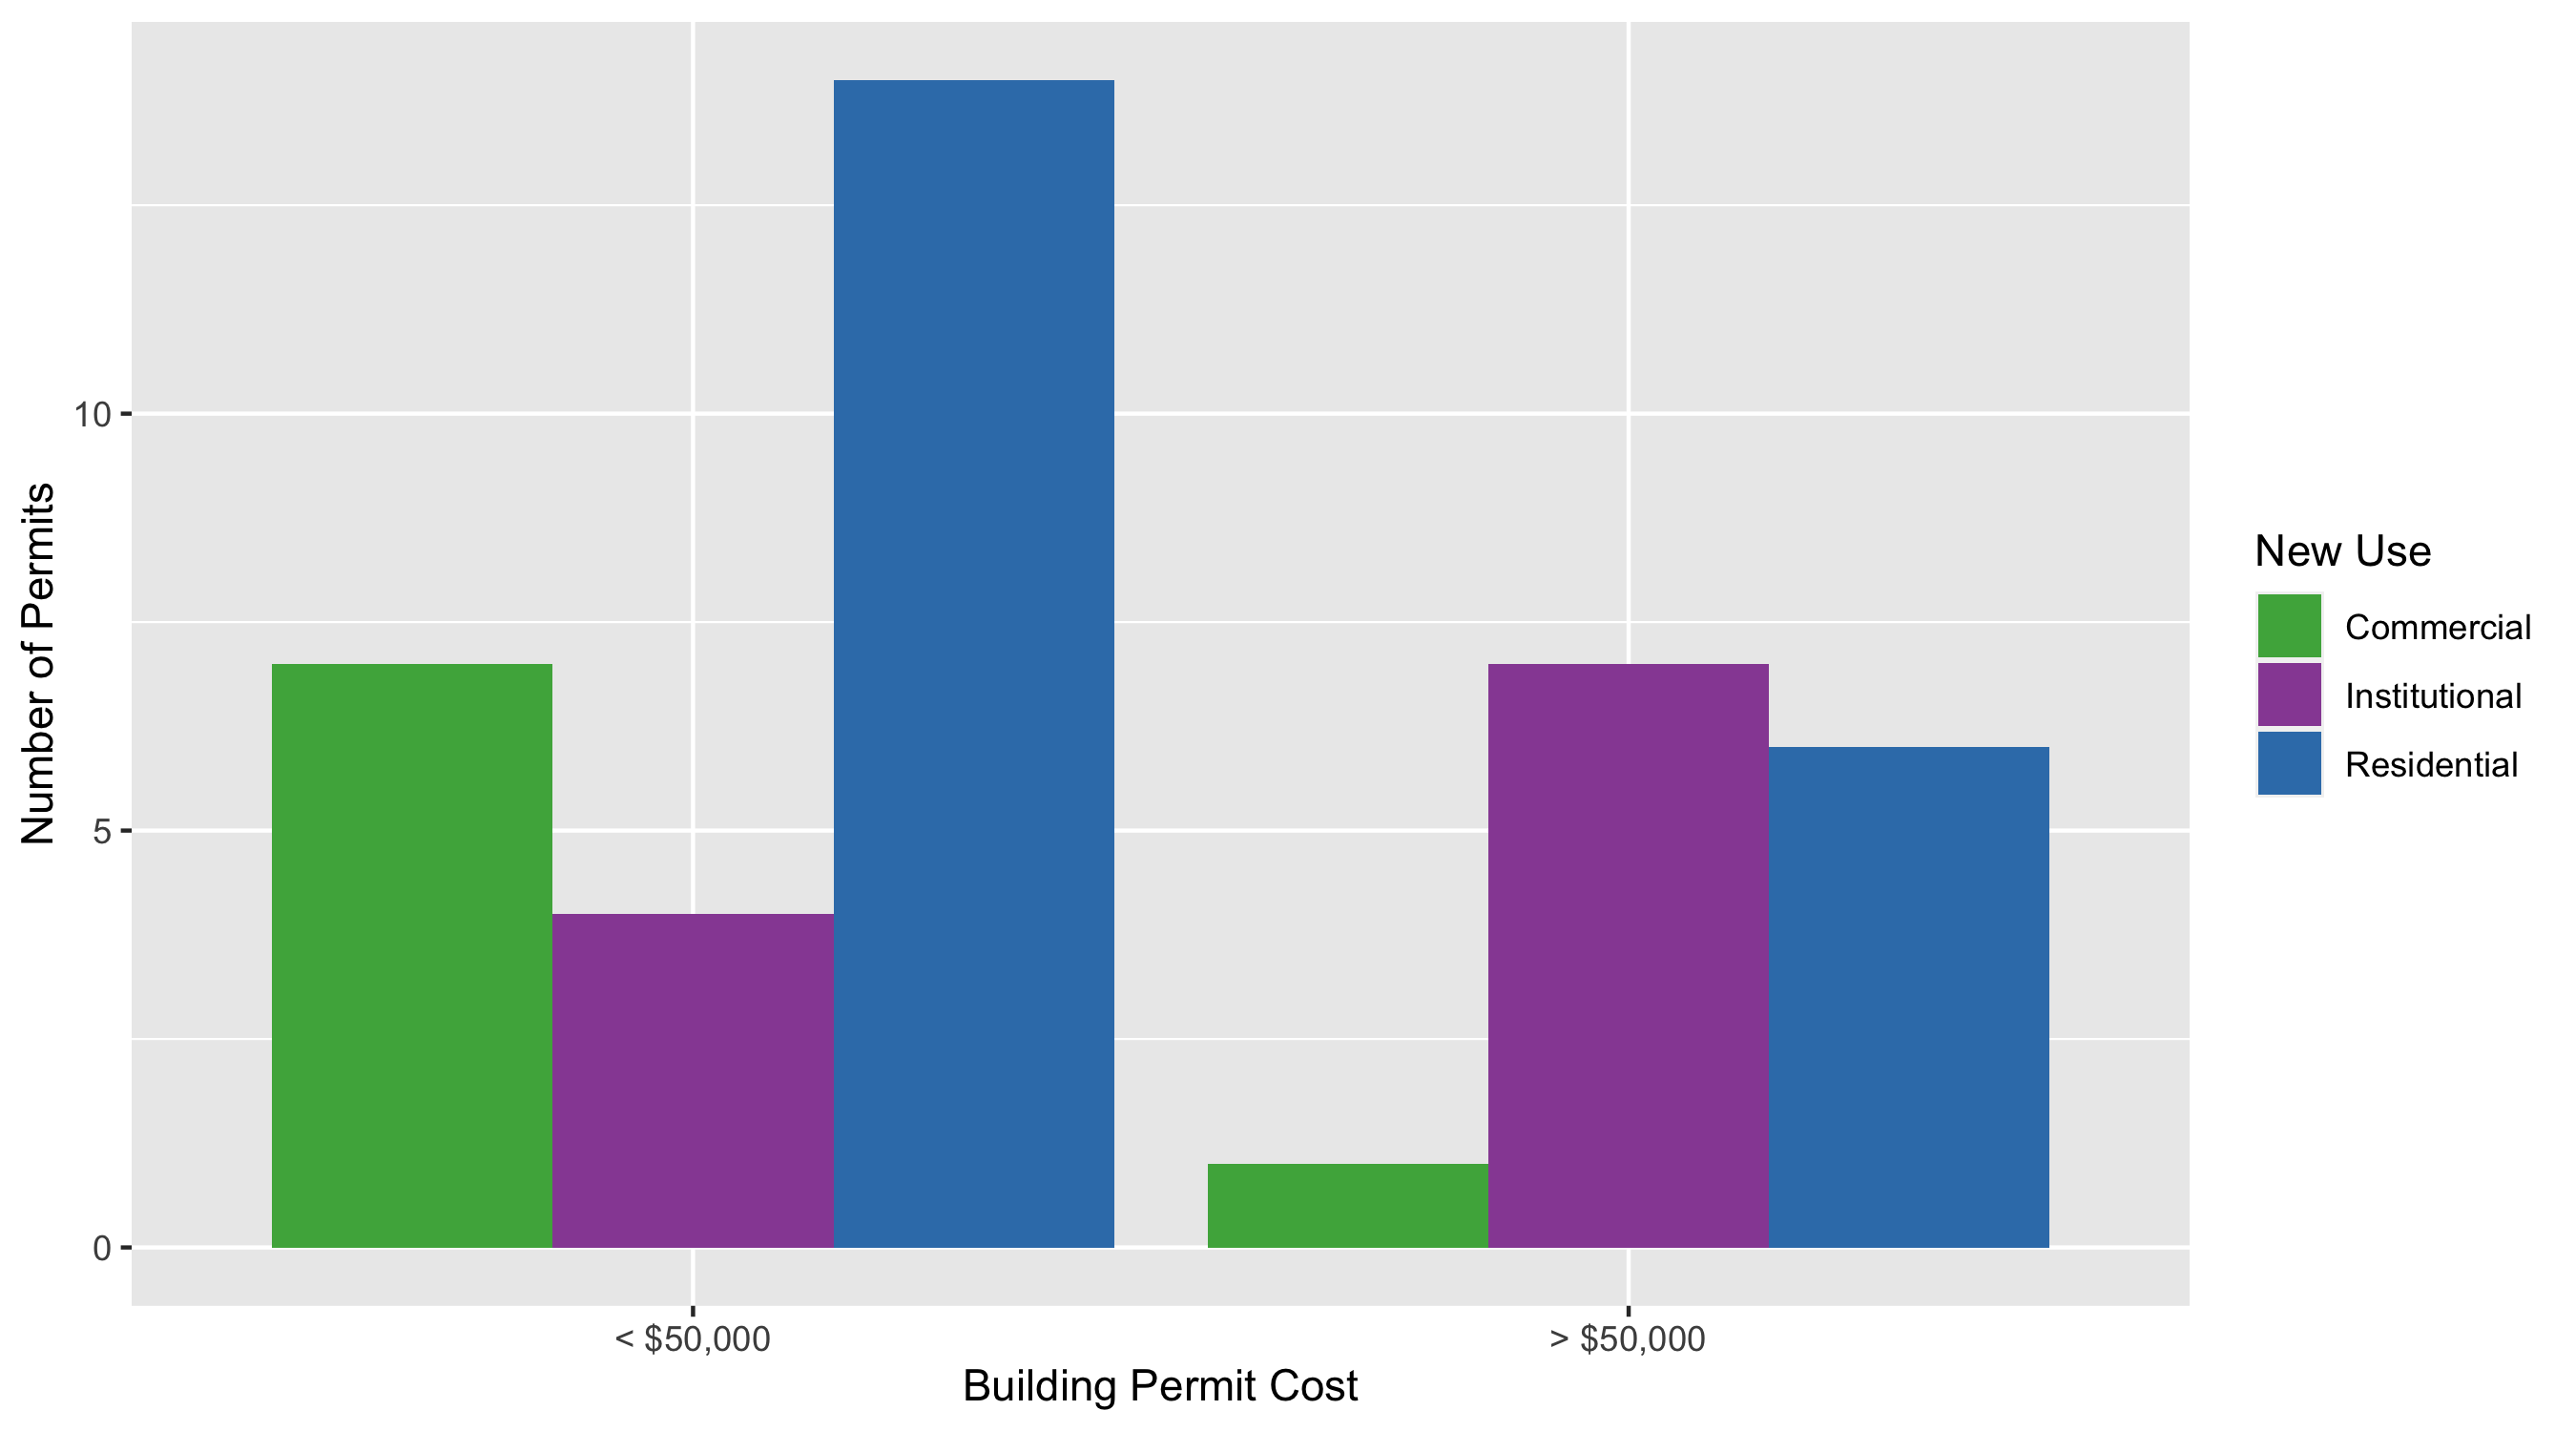 Number of Permits
10
5
0
< $50,000
> $50,000
Building Permit Cost
New Use
Commercial
Institutional
Residential